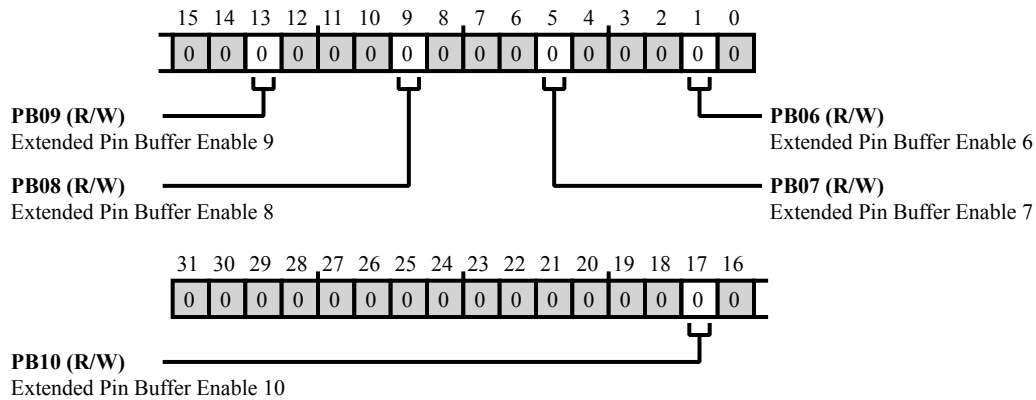 15 14 13 12 11 10 9 8 7 6 5 4 3 2 1 0
0 0 0 0 0 0 0 0 0 0 0 0 0 0 0 0
PB09 (R/W)
Extended Pin Buffer Enable 9
PB06 (R/W)
Extended Pin Buffer Enable 6
PB08 (R/W)
Extended Pin Buffer Enable 8
PB07 (R/W)
Extended Pin Buffer Enable 7
31 30 29 28 27 26 25 24 23 22 21 20 19 18 17 16
0 0 0 0 0 0 0 0 0 0 0 0 0 0 0 0
PB10 (R/W)
Extended Pin Buffer Enable 10